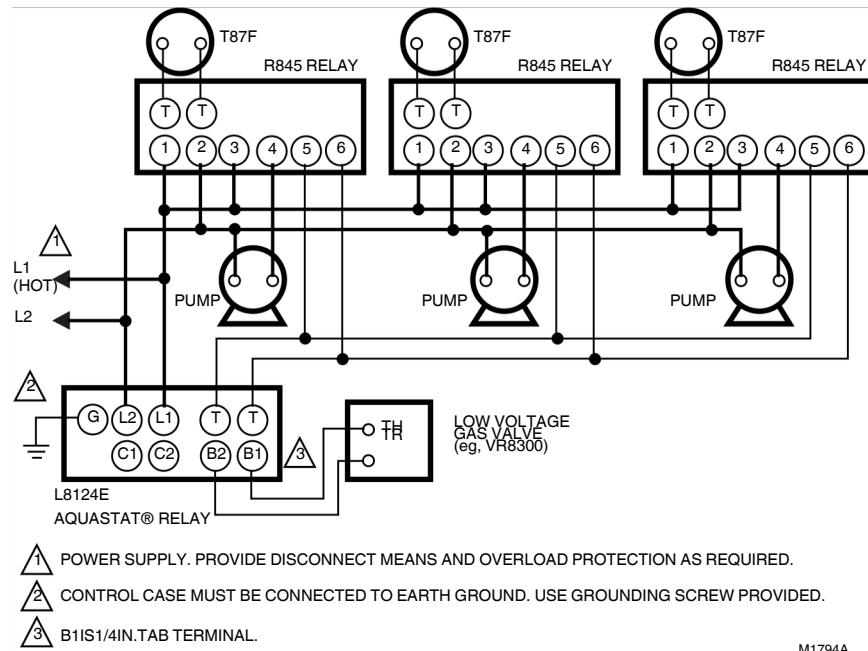 T87F T87F T87F
R845 RELAY R845 RELAY R845 RELAY
T T T T T T
1 2 3 4 5 6 1 2 3 4 5 6 1 2 3 4 5 6
1
L1
(HOT)
PUMP PUMP PUMP
L2
2
G L2 L1 T T
C1 C2 B2 B1
3
TH
TR
LOW VOLTAGE
GAS VALVE
(eg, VR8300)
L8124E
AQUASTAT® RELAY
1 POWER SUPPLY. PROVIDE DISCONNECT MEANS AND OVERLOAD PROTECTION AS REQUIRED.
2 CONTROL CASE MUST BE CONNECTED TO EARTH GROUND. USE GROUNDING SCREW PROVIDED.
3 B1IS1/4IN.TAB TERMINAL.
M1794A